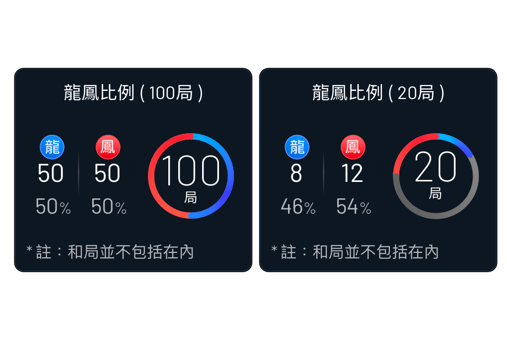 龍鳳比例 ( 100局 )
龍 鳳
50 50
50% 50%
100
局
*註：和局並不包括在內
龍鳳比例 ( 20局 )
龍 鳳
8 12
46% 54%
20
局
*註：和局並不包括在內